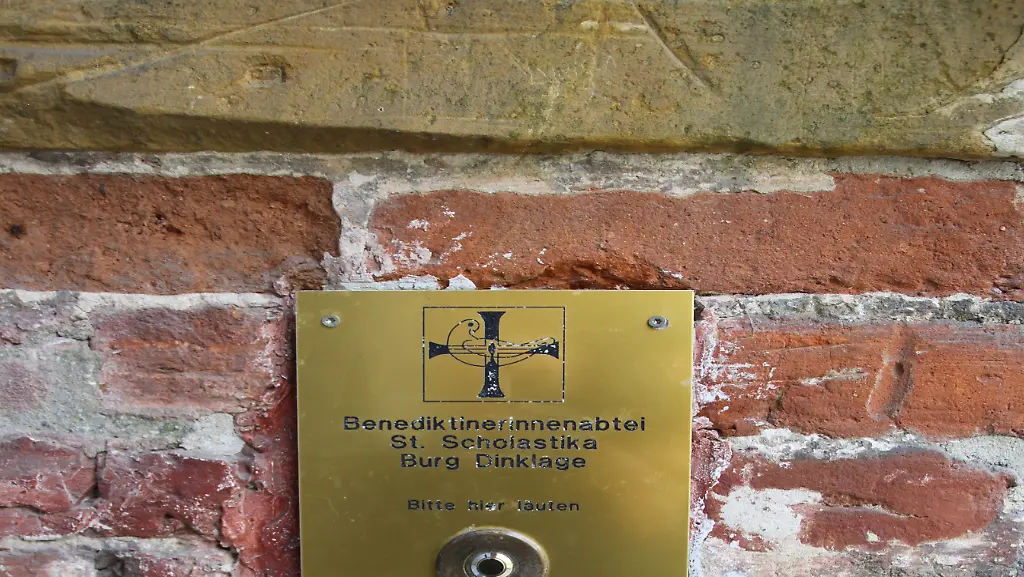 Benediktinerinnenabtei
St. Scholastika
Burg Dinklage
Bitte hier läuten